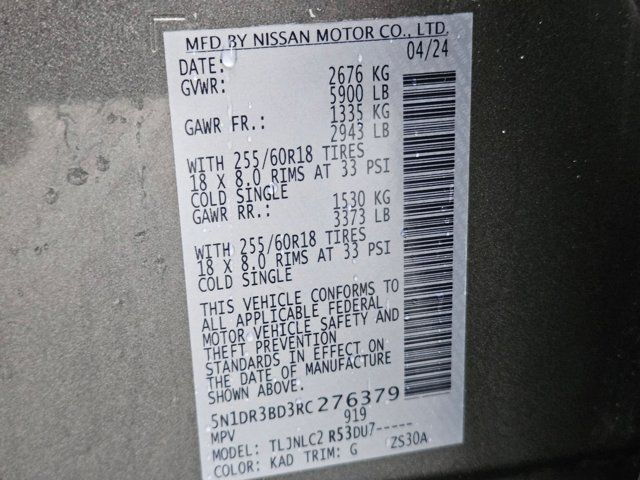 MFD BY NISSAN MOTOR CO., LTD.
DATE: 04/24
GVWR: 2676 KG
5900 LB
GAWR FR.: 1335 KG
2943 LB
WITH 255/60R18 TIRES
18 X 8.0 RIMS AT 33 PSI
COLD SINGLE
GAWR RR.: 1530 KG
3373 LB
WITH 255/60R18 TIRES
18 X 8.0 RIMS AT 33 PSI
COLD SINGLE
THIS VEHICLE CONFORMS TO
ALL APPLICABLE FEDERAL
MOTOR VEHICLE SAFETY AND
THEFT PREVENTION
STANDARDS IN EFFECT ON
THE DATE OF MANUFACTURE
SHOWN ABOVE.
5N1DR3BD3RC276379
MPV 919
MODEL: TLJNLC2 R53DU7-----
COLOR: KAD TRIM: G ZS30A